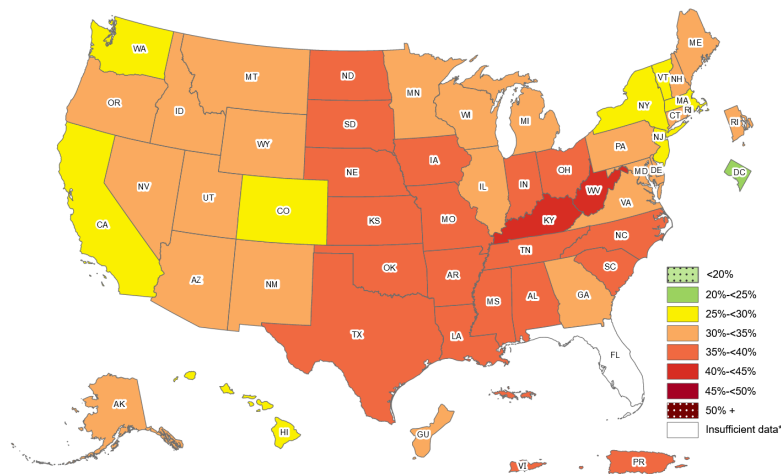 WA
MT
ND
MN
ME
OR
ID
WY
SD
WI
MI
VT
NH
NY
MA
RI
CT
RI
NV
UT
CO
NE
IA
IL
IN
OH
PA
NJ
MD
DE
DC
CA
KS
MO
KY
WV
VA
AZ
NM
OK
AR
TN
NC
SC
TX
LA
MS
AL
GA
FL
AK
HI
GU
VI
PR
<20%
20%-<25%
25%-<30%
30%-<35%
35%-<40%
40%-<45%
45%-<50%
50% +
Insufficient data*